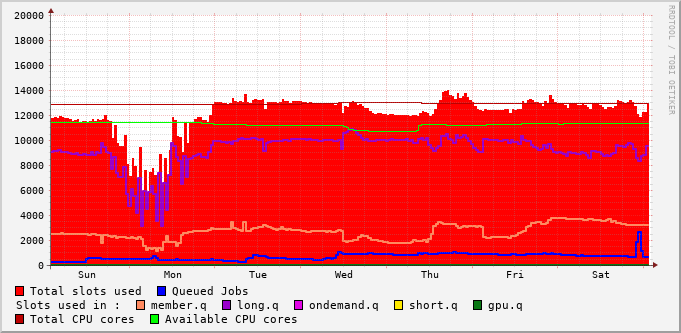 RRDTOOL / TOBI OETIKER
20000
18000
16000
14000
12000
10000
8000
6000
4000
2000
0
Sun Mon Tue Wed Thu Fri Sat
Total slots used Queued Jobs
Slots used in : member.q long.q ondemand.q short.q gpu.q
Total CPU cores Available CPU cores